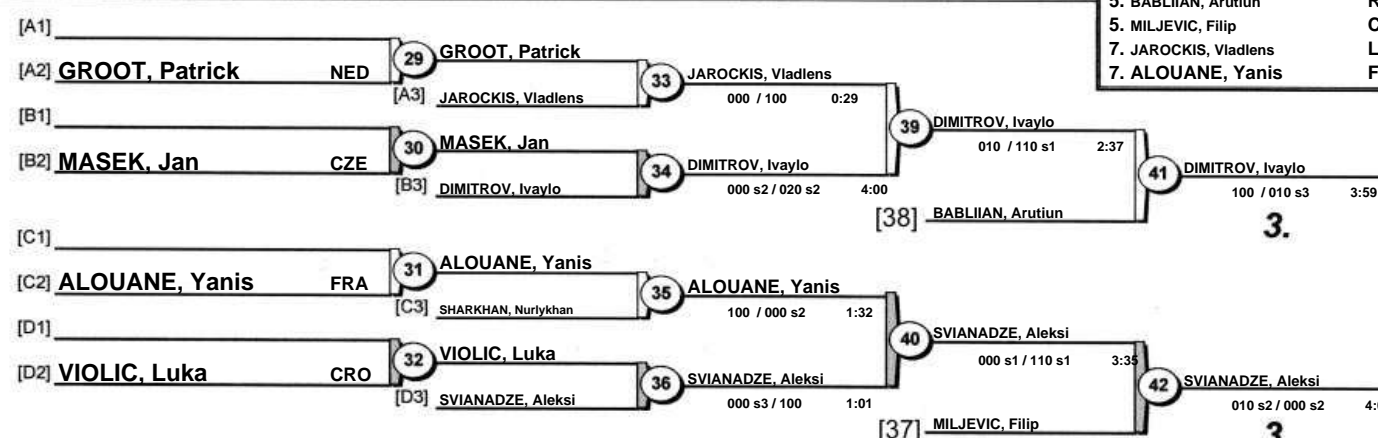 5. BABLIIAN, Arutiun R
[A1]
5. MILJEVIC, Filip
29 GROOT, Patrick
7. JAROCKIS, Vladlens L
[A2] GROOT, Patrick NED
33 JAROCKIS, Vladlens
7. ALOUANE, Yanis F
[A3] JAROCKIS, Vladlens
000 / 100 0:29
[B1]
39 DIMITROV, Ivaylo
30 MASEK, Jan
010 / 110 s1 2:37
[B2] MASEK, Jan CZE
34 DIMITROV, Ivaylo
41 DIMITROV, Ivaylo
[B3] DIMITROV, Ivaylo
000 s2 / 020 s2 4:00
100 / 010 s3 3:59
[38] BABLIIAN, Arutiun
3.
[C1]
31 ALOUANE, Yanis
[C2] ALOUANE, Yanis FRA
35 ALOUANE, Yanis
[C3] SHARKHAN, Nurlykhan
100 / 000 s2 1:32
[D1]
40 SVIANADZE, Aleksi
32 VIOLIC, Luka
000 s1 / 110 s1 3:35
[D2] VIOLIC, Luka CRO
36 SVIANADZE, Aleksi
42 SVIANADZE, Aleksi
[D3] SVIANADZE, Aleksi
000 s3 / 100 1:01
010 s2 / 000 s2
[37] MILJEVIC, Filip
3.